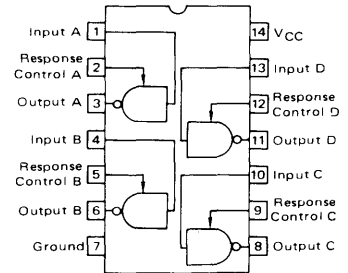 Input A 1
Response
Control A 2
Output A 3
Input B 4
Response
Control B 5
Output B 6
Ground 7
14 VCC
13 Input D
12 Response
Control D
11 Output D
10 Input C
9 Response
Control C
8 Output C